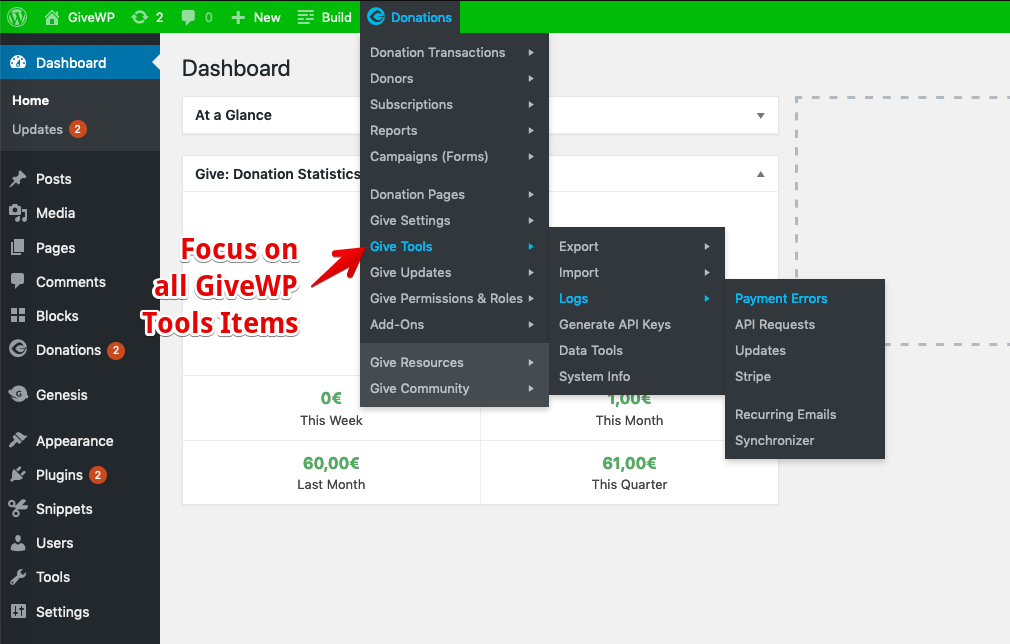 GiveWP 2 0 New Build Donations
Dashboard
Home
Updates 2
Posts
Media
Pages
Comments
Blocks
Donations 2
Genesis
Appearance
Plugins 2
Snippets
Users
Tools
Settings
Dashboard
At a Glance
Give: Donation Statistics
0€
This Week
1,00€
This Month
60,00€
Last Month
61,00€
This Quarter
Focus on
all GiveWP
Tools Items
Donation Transactions
Donors
Subscriptions
Reports
Campaigns (Forms)
Donation Pages
Give Settings
Give Tools
Give Updates
Give Permissions & Roles
Add-Ons
Give Resources
Give Community
Export
Import
Logs
Generate API Keys
Data Tools
System Info
Payment Errors
API Requests
Updates
Stripe
Recurring Emails
Synchronizer